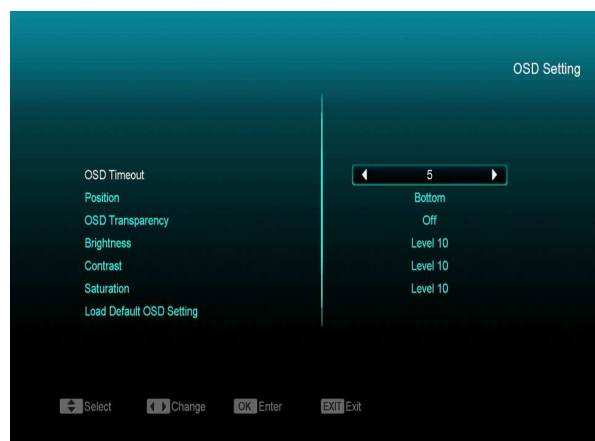 OSD Setting
OSD Timeout 5
Position Bottom
OSD Transparency Off
Brightness Level 10
Contrast Level 10
Saturation Level 10
Load Default OSD Setting
Select Change OK Enter EXIT Exit